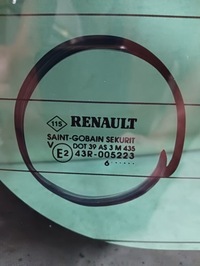 115 RENAULT
SAINT-GOBAIN SEKURIT
V DOT 39 AS 3 M 435
E2 43R-005223
6 .....